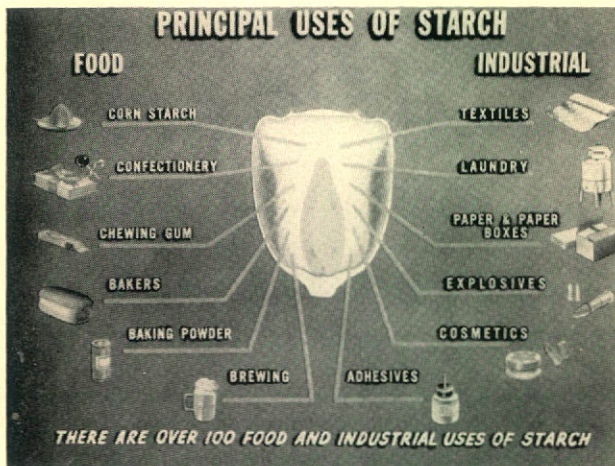 PRINCIPAL USES OF STARCH
FOOD
INDUSTRIAL
CORN STARCH
CONFECTIONERY
CHEWING GUM
BAKERS
BAKING POWDER
BREWING
TEXTILES
LAUNDRY
PAPER & PAPER
BOXES
EXPLOSIVES
COSMETICS
ADHESIVES
THERE ARE OVER 100 FOOD AND INDUSTRIAL USES OF STARCH